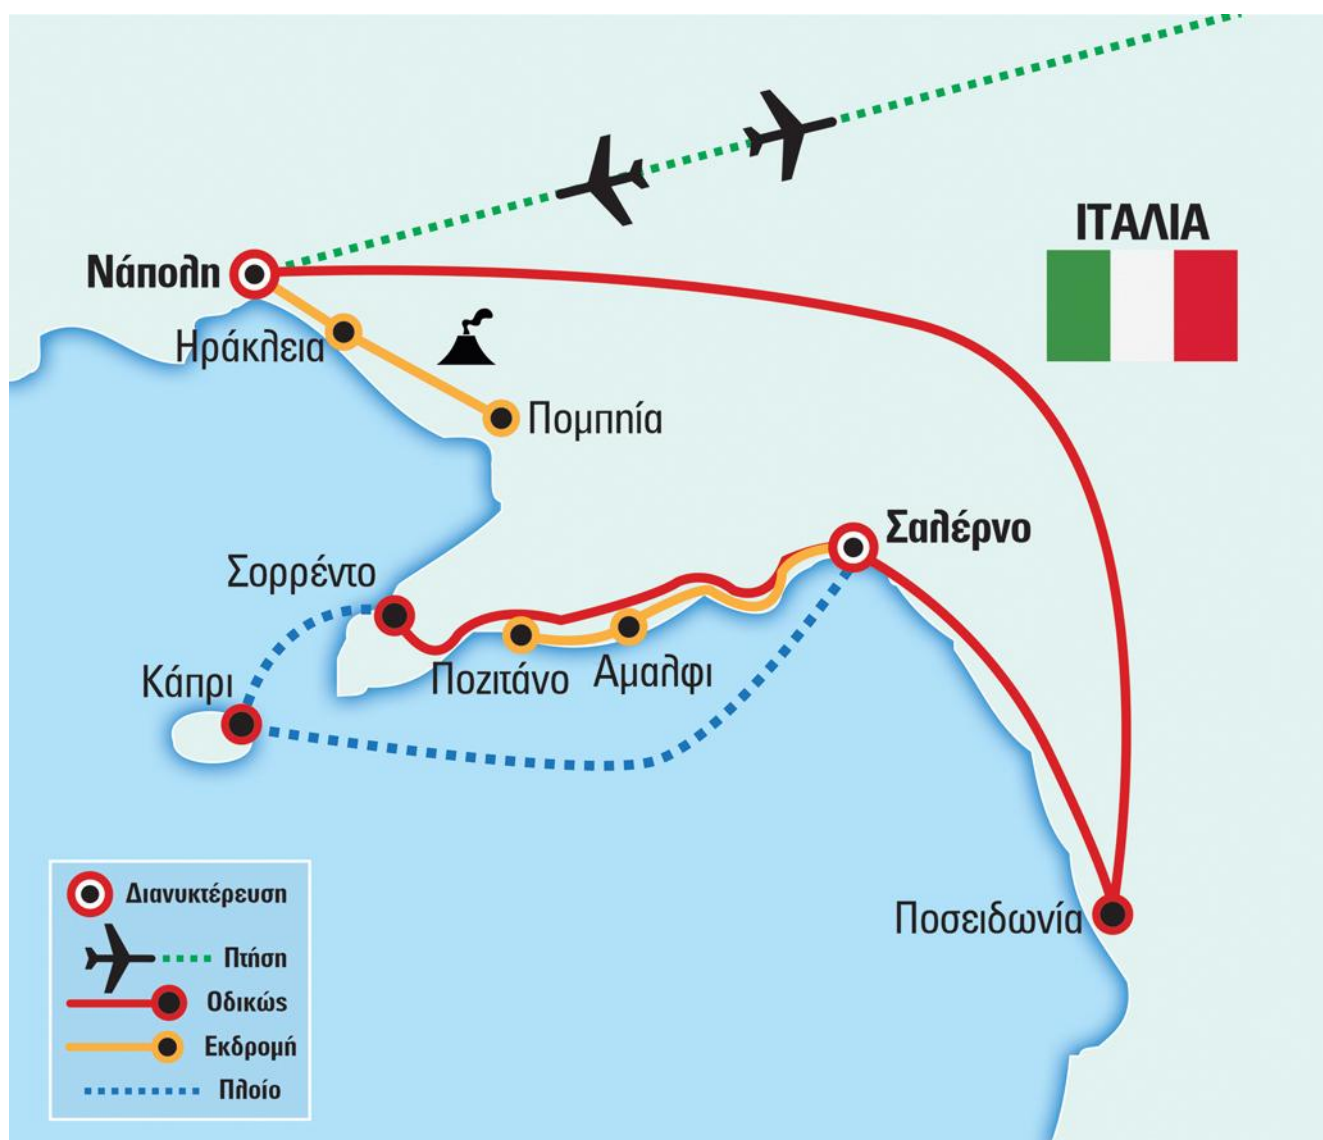 ΙΤΑΛΙΑ
Νάπολη
Ηράκλεια
Πομπηία
Σαλέρνο
Σορρέντο
Κάπρι
Ποζιτάνο
Αμαλφι
Ποσειδωνία
Διανυκτέρευση
Πτήση
Οδικώς
Εκδρομή
Πλοίο